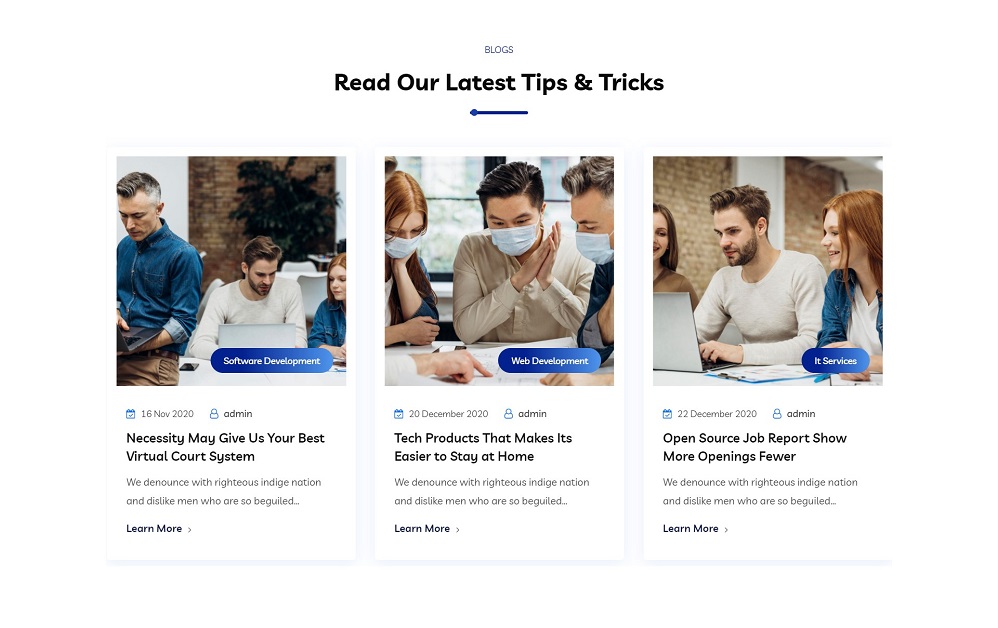 BLOGS
Read Our Latest Tips & Tricks
Software Development
16 Nov 2020 admin
Necessity May Give Us Your Best
Virtual Court System
We denounce with righteous indige nation
and dislike men who are so beguiled...
Learn More
Web Development
20 December 2020 admin
Tech Products That Makes Its
Easier to Stay at Home
We denounce with righteous indige nation
and dislike men who are so beguiled...
Learn More
It Services
22 December 2020 admin
Open Source Job Report Show
More Openings Fewer
We denounce with righteous indige nation
and dislike men who are so beguiled...
Learn More